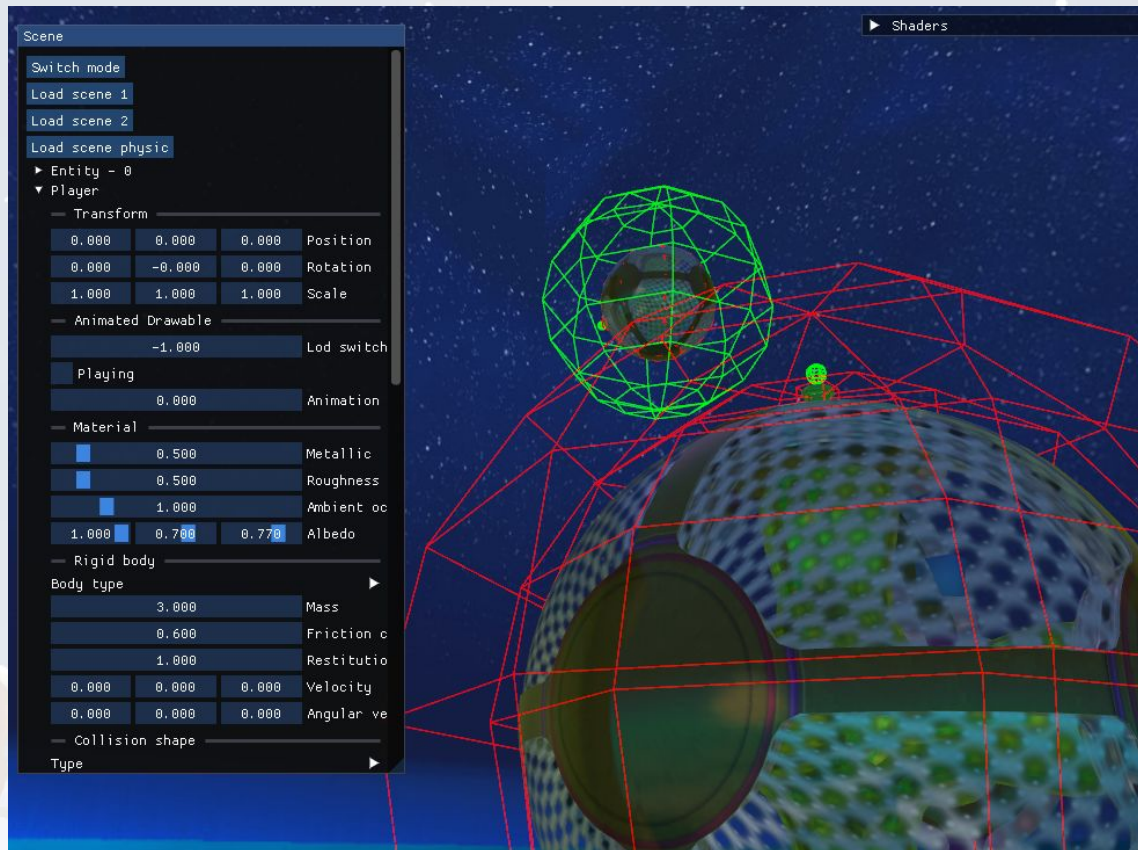 Scene
Shaders
Switch mode
Load scene 1
Load scene 2
Load scene physic
Entity - 0
Player
Transform
0.000 0.000 0.000 Position
0.000 -0.000 0.000 Rotation
1.000 1.000 1.000 Scale
Animated Drawable
-1.000 Lod switch
Playing
0.000 Animation
Material
0.500 Metallic
0.500 Roughness
1.000 Ambient oc
1.000 0.700 0.770 Albedo
Rigid body
Body type
3.000 Mass
0.600 Friction c
1.000 Restitutio
0.000 0.000 0.000 Velocity
0.000 0.000 0.000 Angular ve
Collision shape
Type